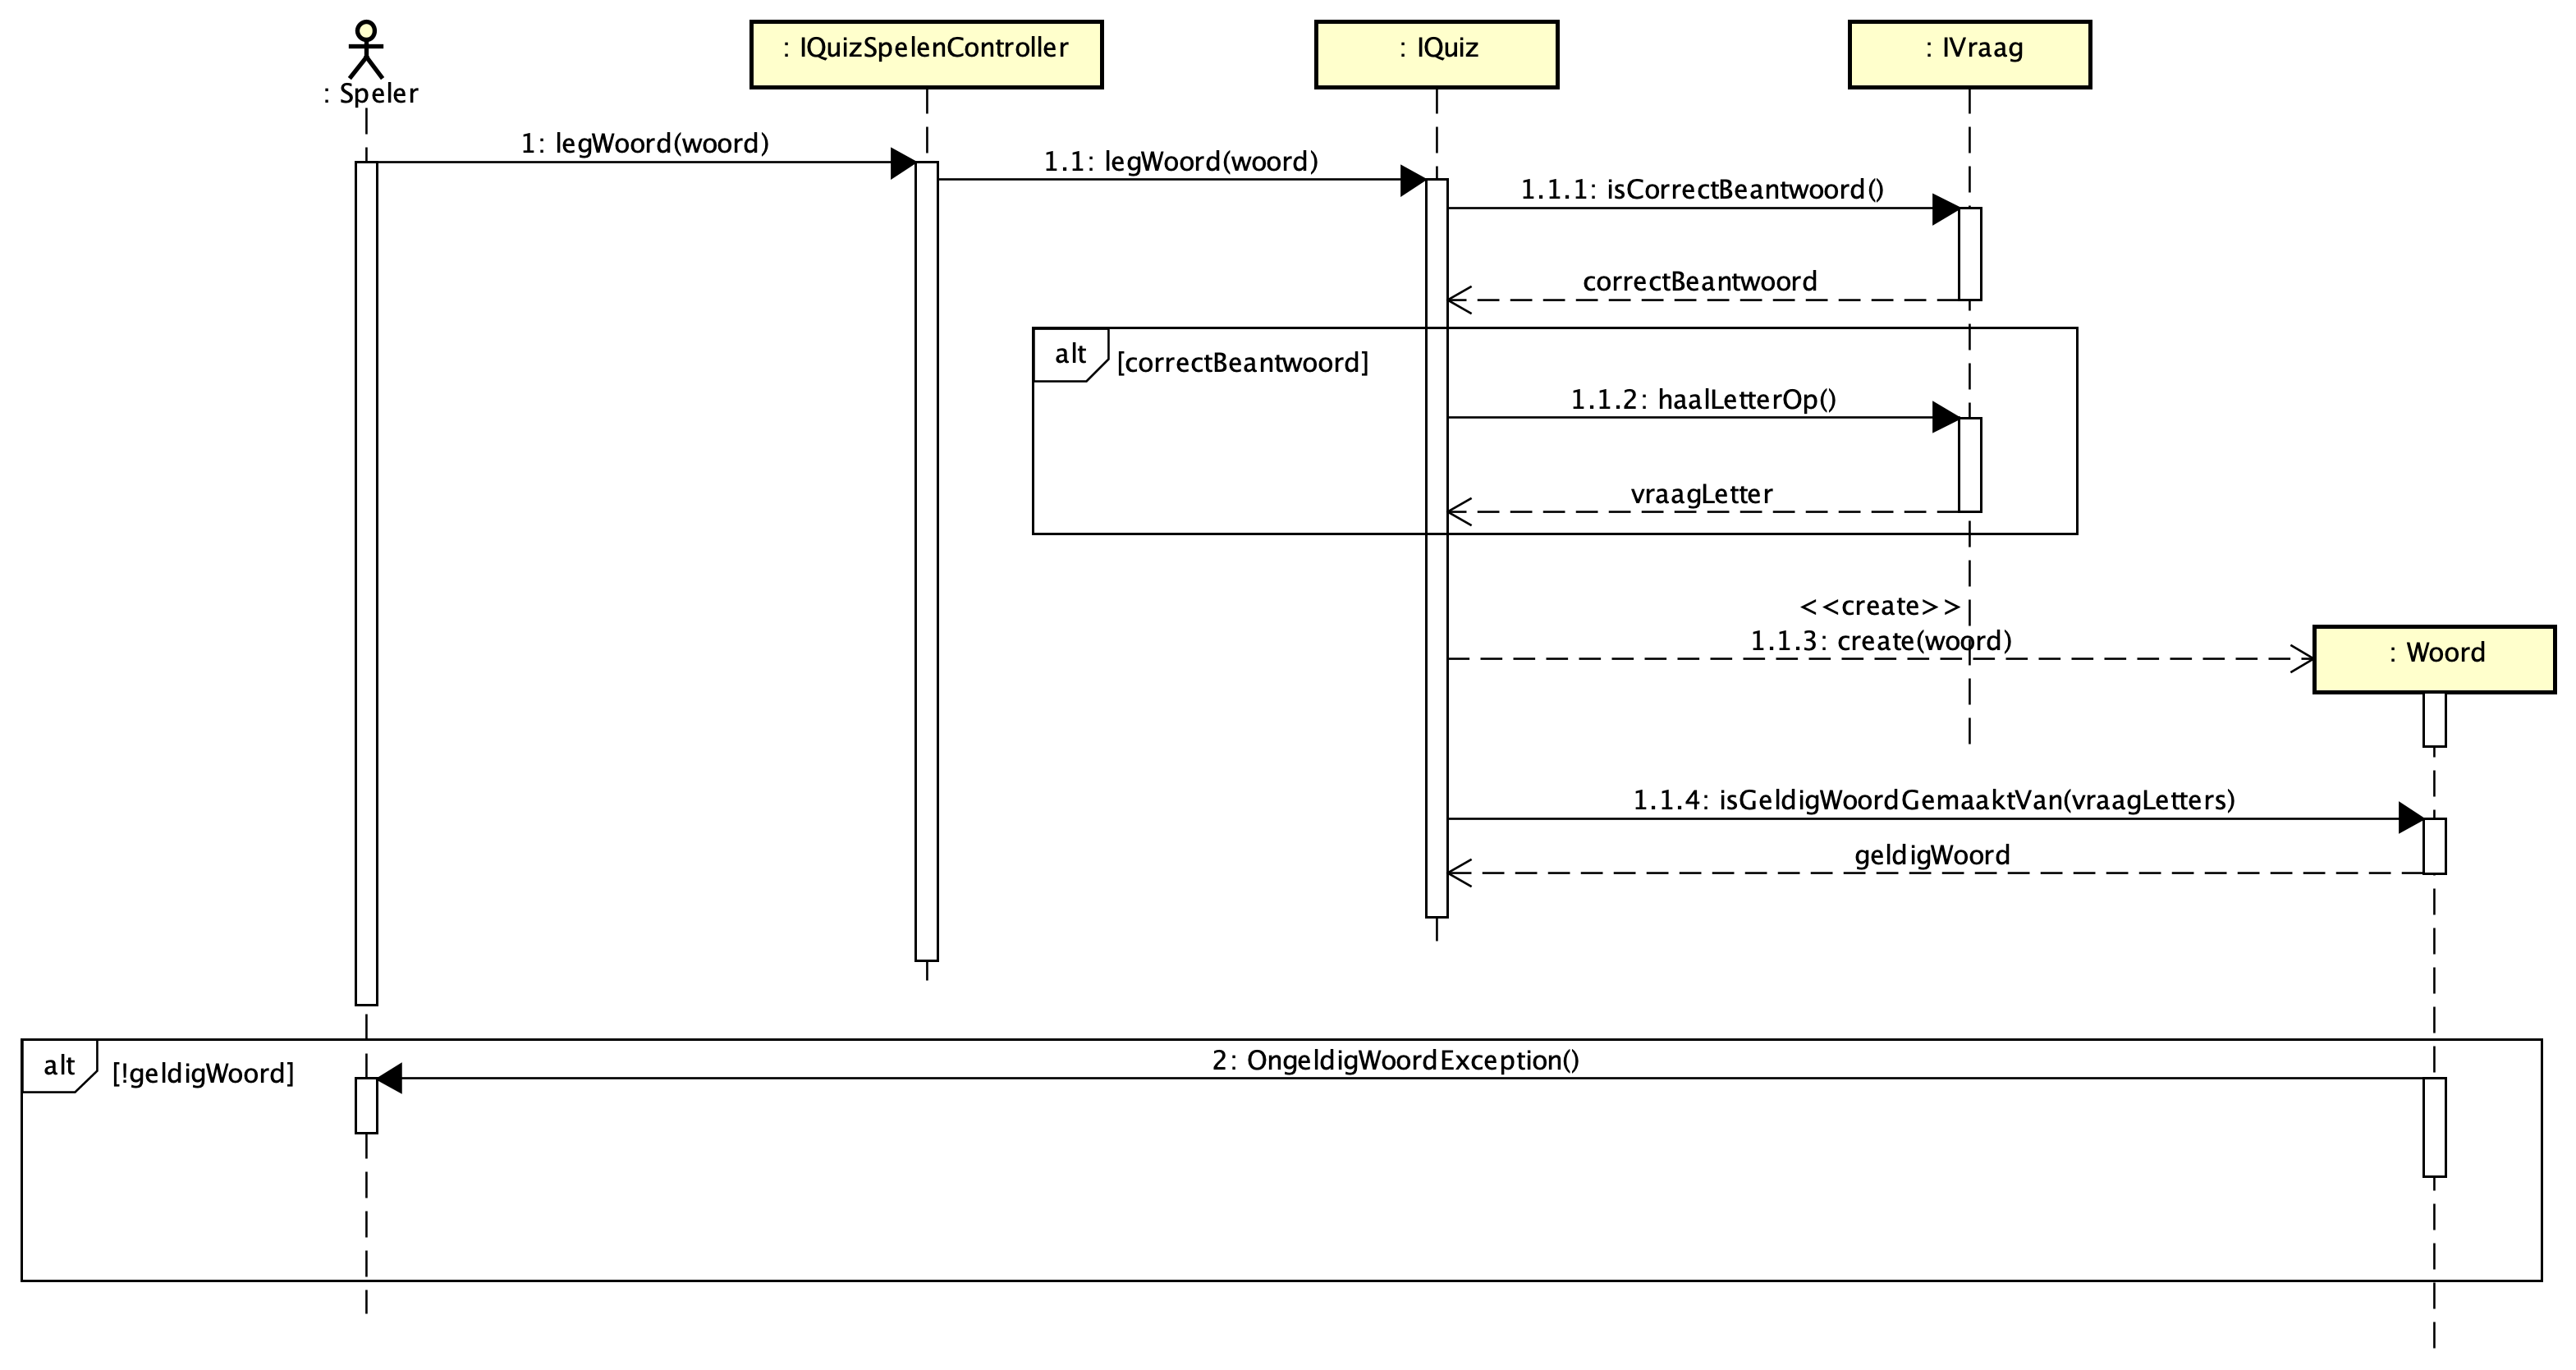 : Speler
: IQuizSpelenController
: IQuiz
: IVraag
1: legWoord(woord)
1.1: legWoord(woord)
1.1.1: isCorrectBeantwoord()
correctBeantwoord
alt
[correctBeantwoord]
1.1.2: haalLetterOp()
vraagLetter
<<create>>
1.1.3: create(woord)
: Woord
1.1.4: isGeldigWoordGemaaktVan(vraagLetters)
geldigWoord
alt
[!geldigWoord]
2: OngeldigWoordException()